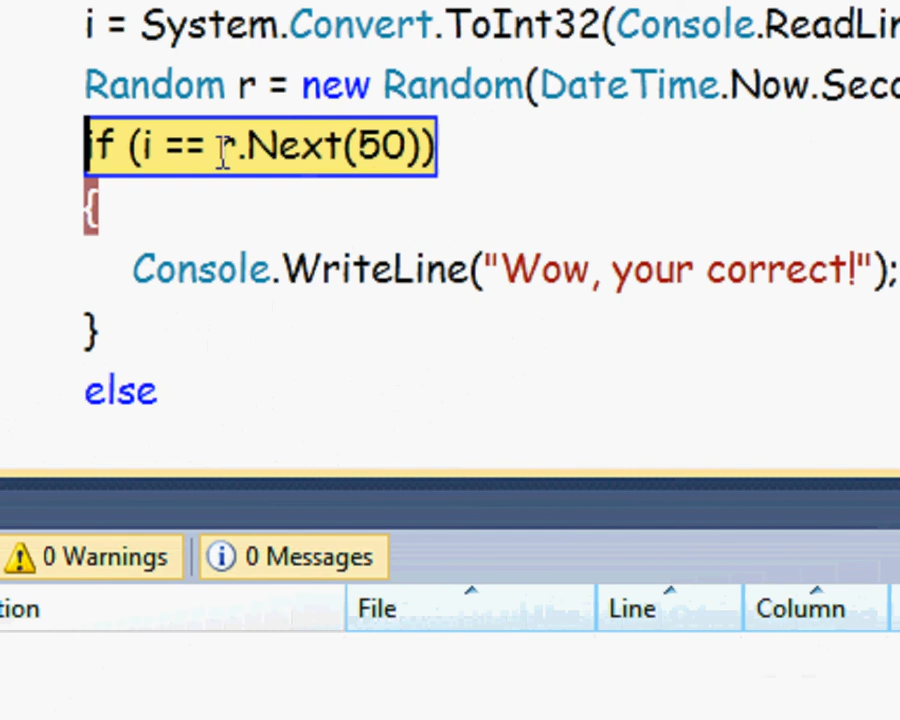 i = System.Convert.ToInt32(Console.ReadLin
Random r = new Random(DateTime.Now.Seco
if (i == r.Next(50))
{
Console.WriteLine("Wow, your correct!");
}
else
0 Warnings 0 Messages
tion File Line Column